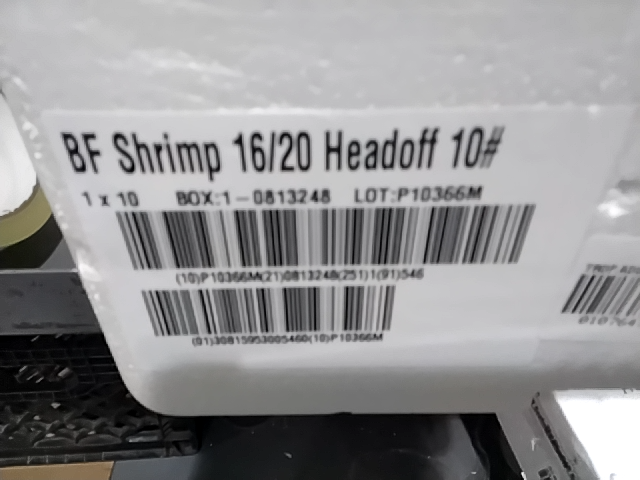 BF Shrimp 16/20 Headoff 10#
1 x 10 BOX:1-0813248 LOT:P10366M
(10)P10366M(21)0813248(251)1(91)546
(01)30815953005460(10)P10366M
010764